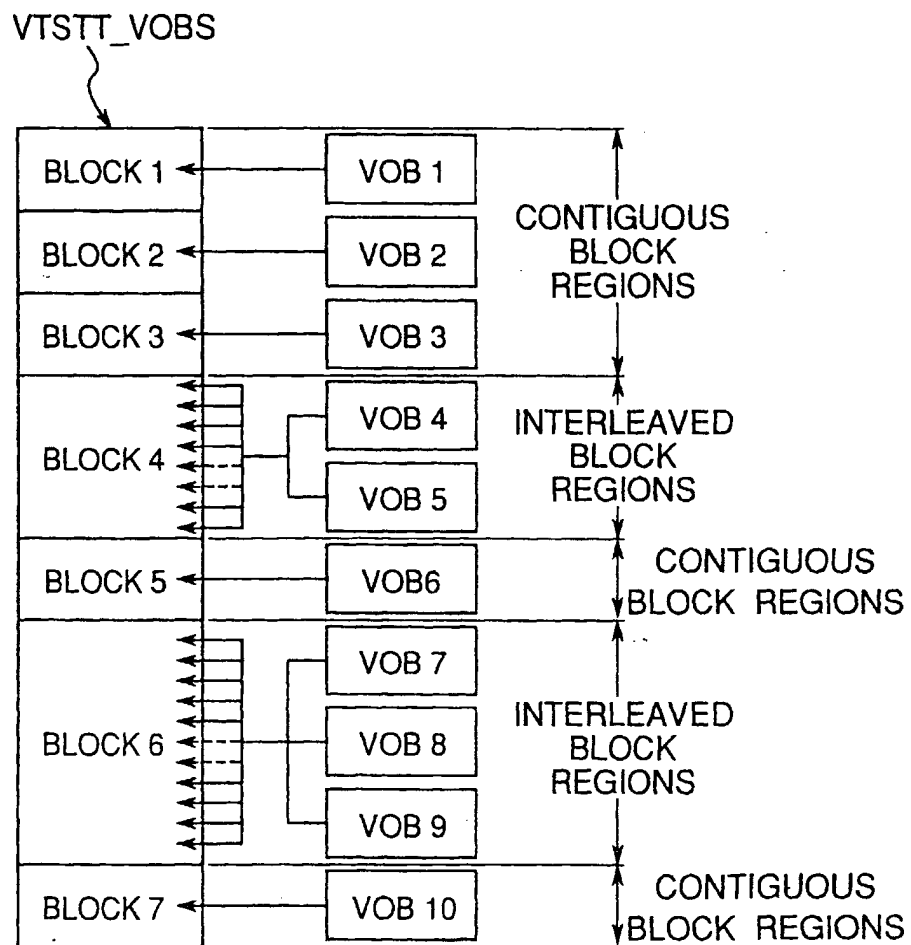 VTSTT_VOBS
BLOCK 1
VOB 1
BLOCK 2
VOB 2
BLOCK 3
VOB 3
CONTIGUOUS
BLOCK
REGIONS
BLOCK 4
VOB 4
VOB 5
INTERLEAVED
BLOCK
REGIONS
BLOCK 5
VOB6
CONTIGUOUS
BLOCK REGIONS
BLOCK 6
VOB 7
VOB 8
VOB 9
INTERLEAVED
BLOCK
REGIONS
BLOCK 7
VOB 10
CONTIGUOUS
BLOCK REGIONS